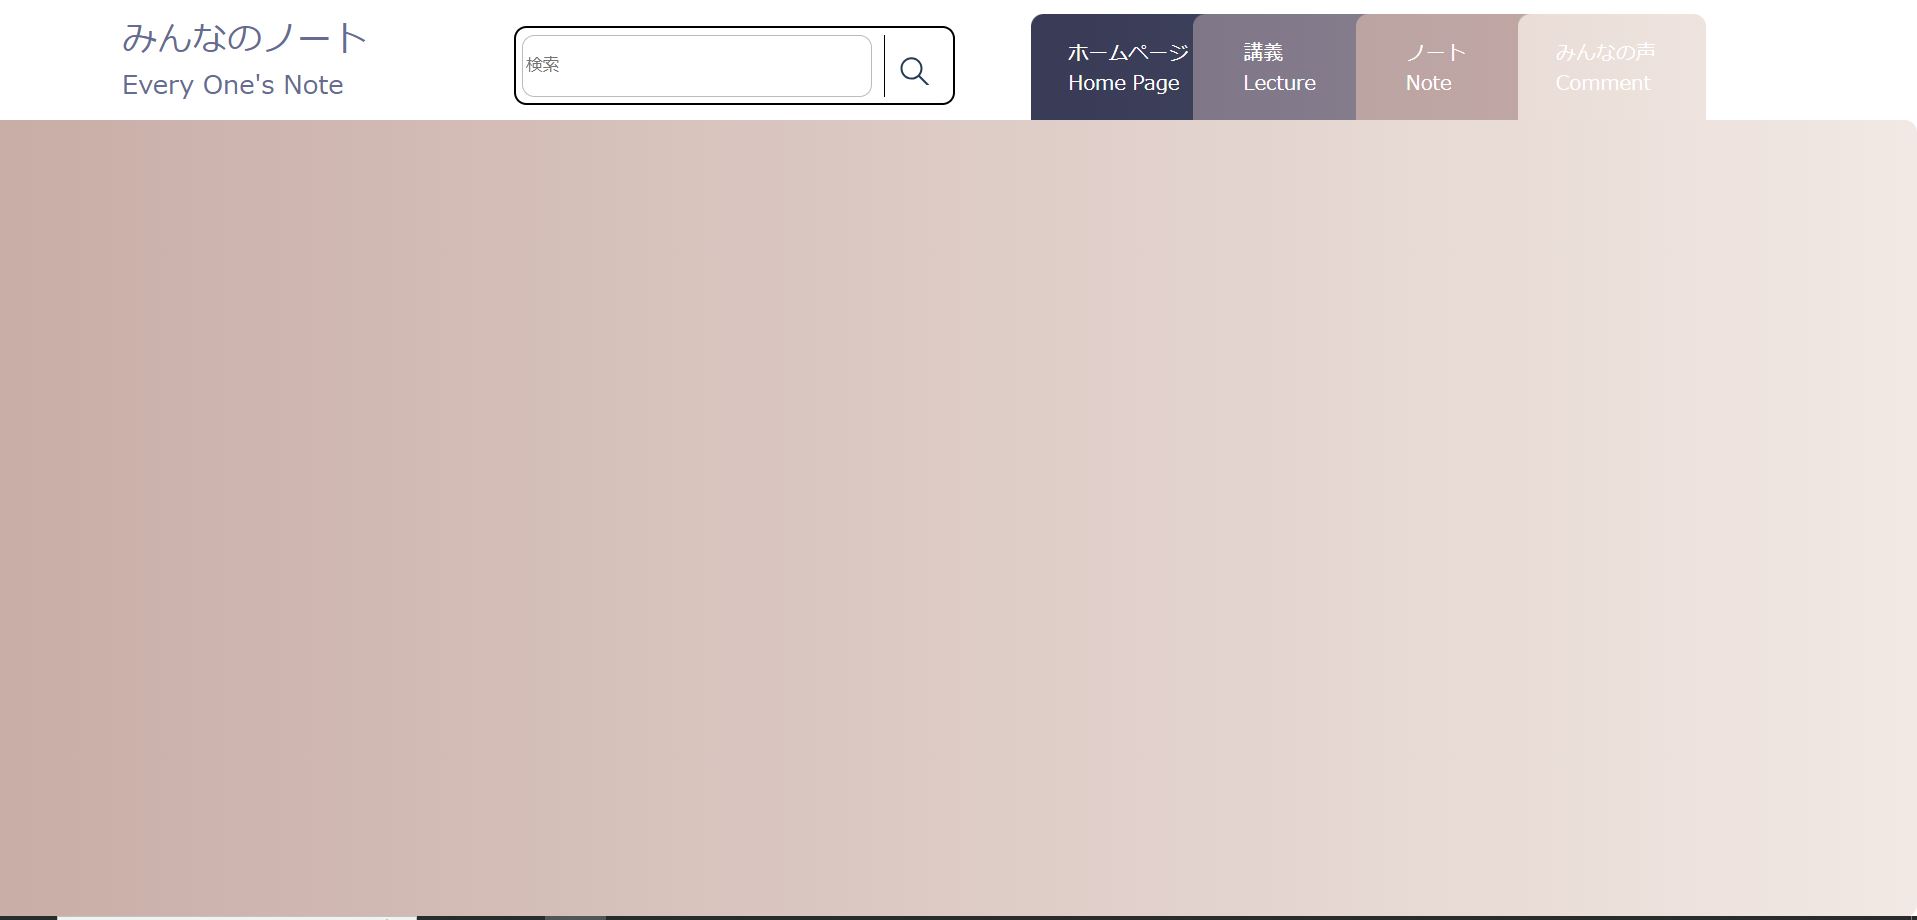 みんなのノート
Every One's Note
検索
ホームページ
Home Page
講義
Lecture
ノート
Note
みんなの声
Comment